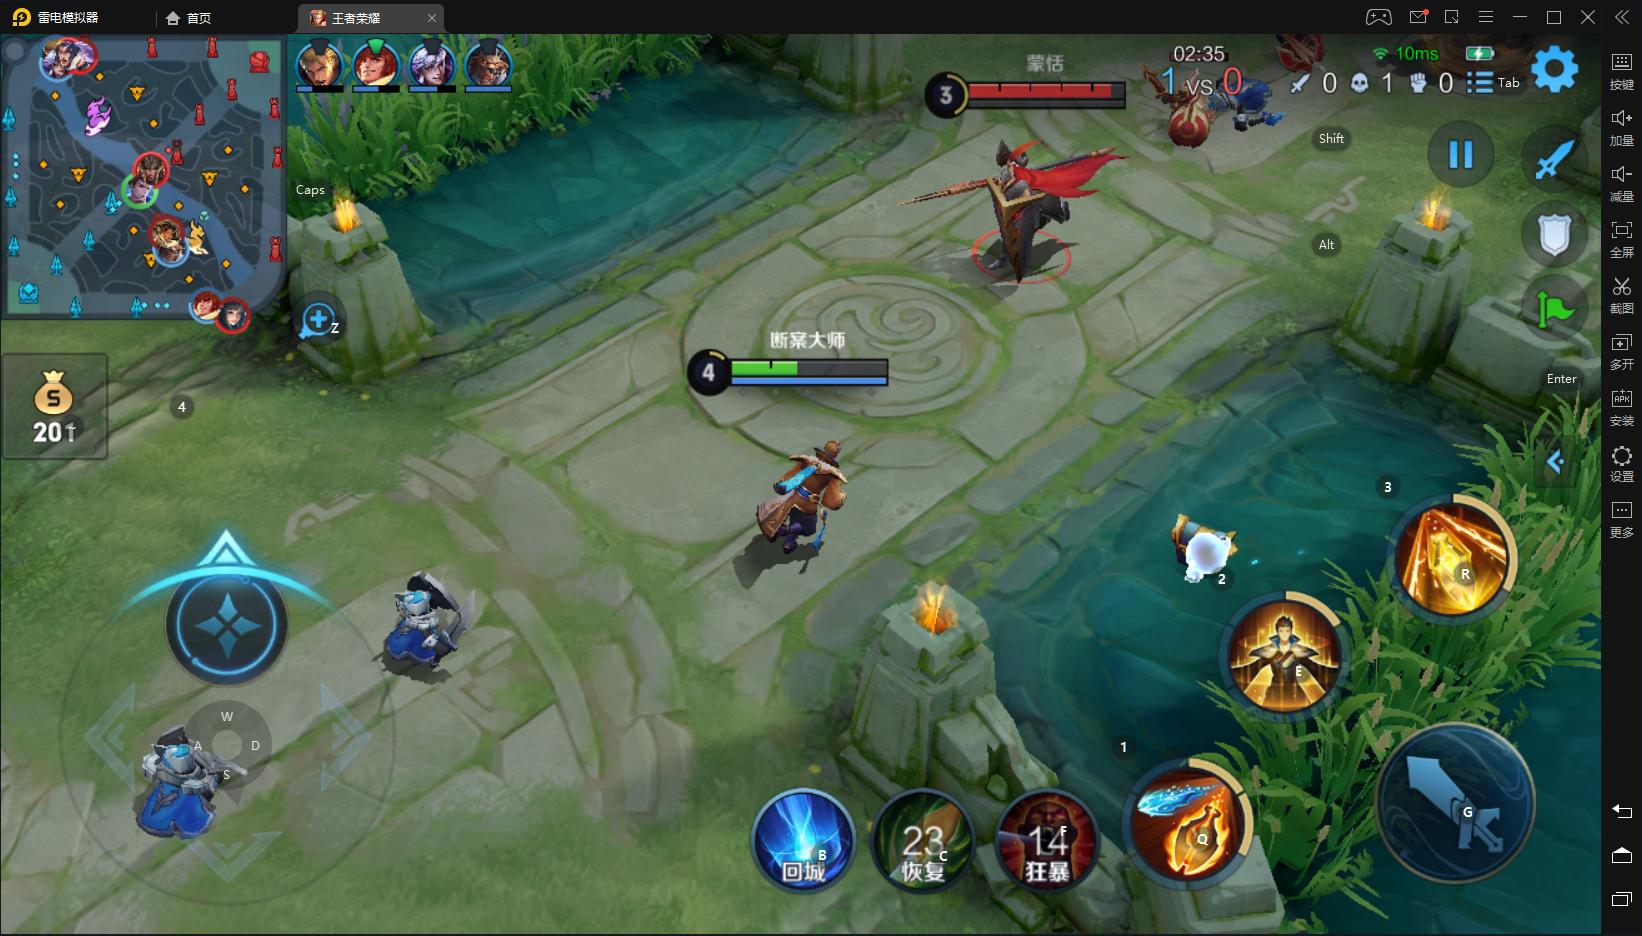 雷电模拟器
首页
王者荣耀
蒙恬
3
02:35
1 VS 0
10ms
0
1
0
Tab
Shift
Caps
Alt
Z
断案大师
4
Enter
201
4
3
R
2
E
W
A
D
S
1
G
Q
回城
B
23
恢复
C
14
狂暴
F
按键
加量
减量
全屏
截图
多开
APK
安装
设置
更多